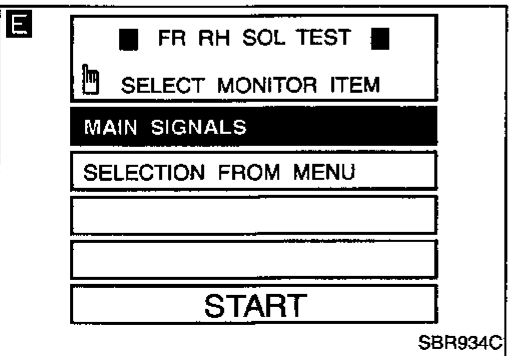 E
■ FR RH SOL TEST ■
SELECT MONITOR ITEM
MAIN SIGNALS
SELECTION FROM MENU
START
SBR934C